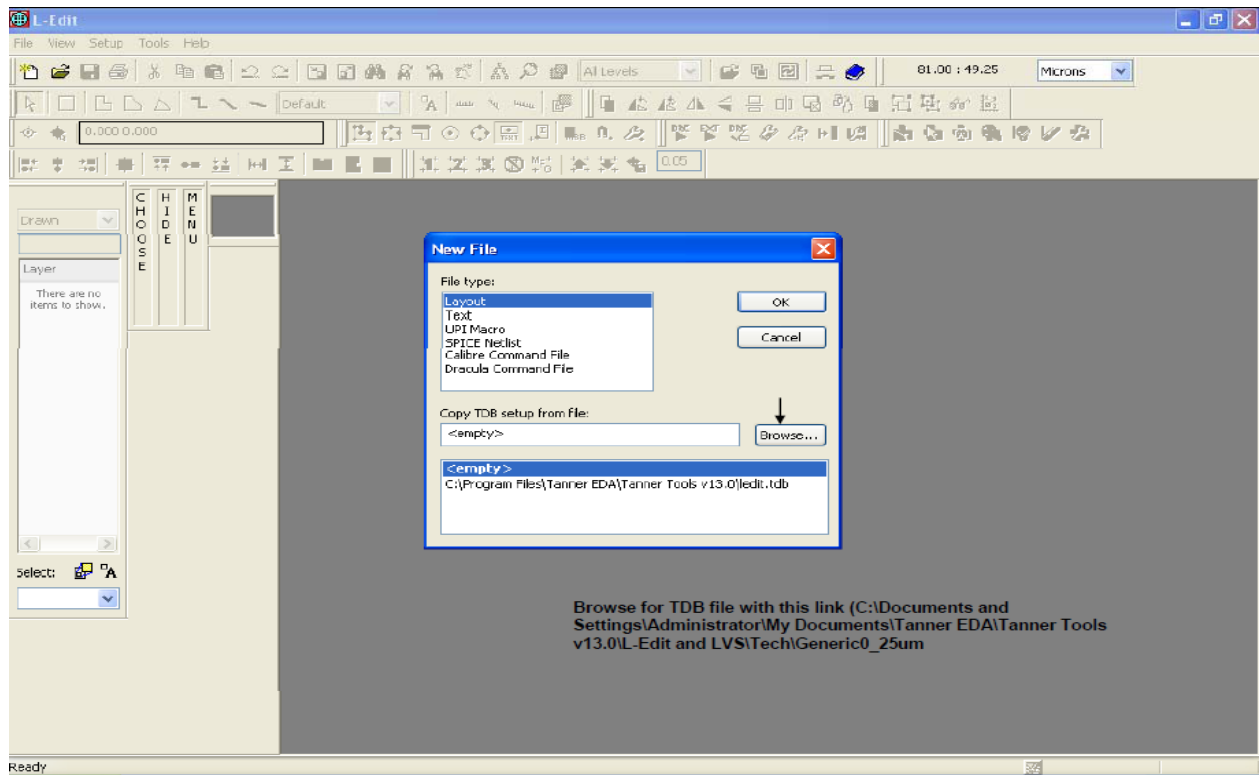 L-Edit
File View Setup Tools Help
All Levels
81.00 : 49.25
Microns
Default
0.000 0.000
0.05
Drawn
CHOOSE
HIDE
MENU
Layer
There are no
items to show.
Select:
New File
File type:
Layout
Text
UPI Macro
SPICE Netlist
Calibre Command File
Dracula Command File
OK
Cancel
Copy TDB setup from file:
<empty>
Browse...
<empty>
C:\Program Files\Tanner EDA\Tanner Tools v13.0\ledit.tdb
Browse for TDB file with this link (C:\Documents and
Settings\Administrator\My Documents\Tanner EDA\Tanner Tools
v13.0\L-Edit and LVS\Tech\Generic0_25um
Ready